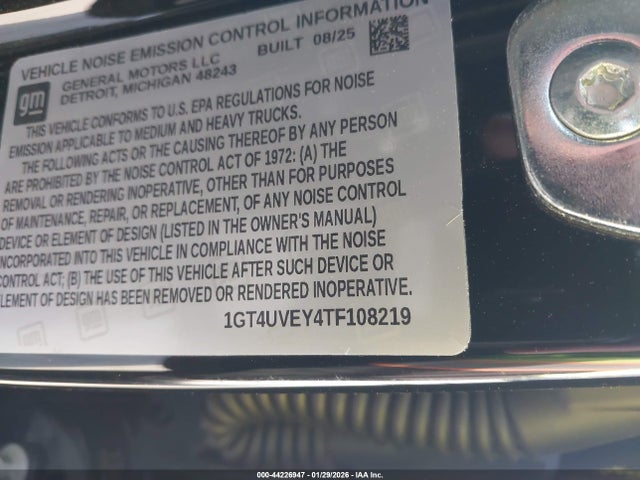 VEHICLE NOISE EMISSION CONTROL INFORMATION
gm
GENERAL MOTORS LLC
DETROIT, MICHIGAN 48243
BUILT 08/25
THIS VEHICLE CONFORMS TO U.S. EPA REGULATIONS FOR NOISE
EMISSION APPLICABLE TO MEDIUM AND HEAVY TRUCKS.
THE FOLLOWING ACTS OR THE CAUSING THEREOF BY ANY PERSON
ARE PROHIBITED BY THE NOISE CONTROL ACT OF 1972: (A) THE
REMOVAL OR RENDERING INOPERATIVE, OTHER THAN FOR PURPOSES
OF MAINTENANCE, REPAIR, OR REPLACEMENT, OF ANY NOISE CONTROL
DEVICE OR ELEMENT OF DESIGN (LISTED IN THE OWNER'S MANUAL)
INCORPORATED INTO THIS VEHICLE IN COMPLIANCE WITH THE NOISE
CONTROL ACT; (B) THE USE OF THIS VEHICLE AFTER SUCH DEVICE OR
ELEMENT OF DESIGN HAS BEEN REMOVED OR RENDERED INOPERATIVE.
1GT4UVEY4TF108219
000-44226947 - 01/29/2026 - IAA Inc.